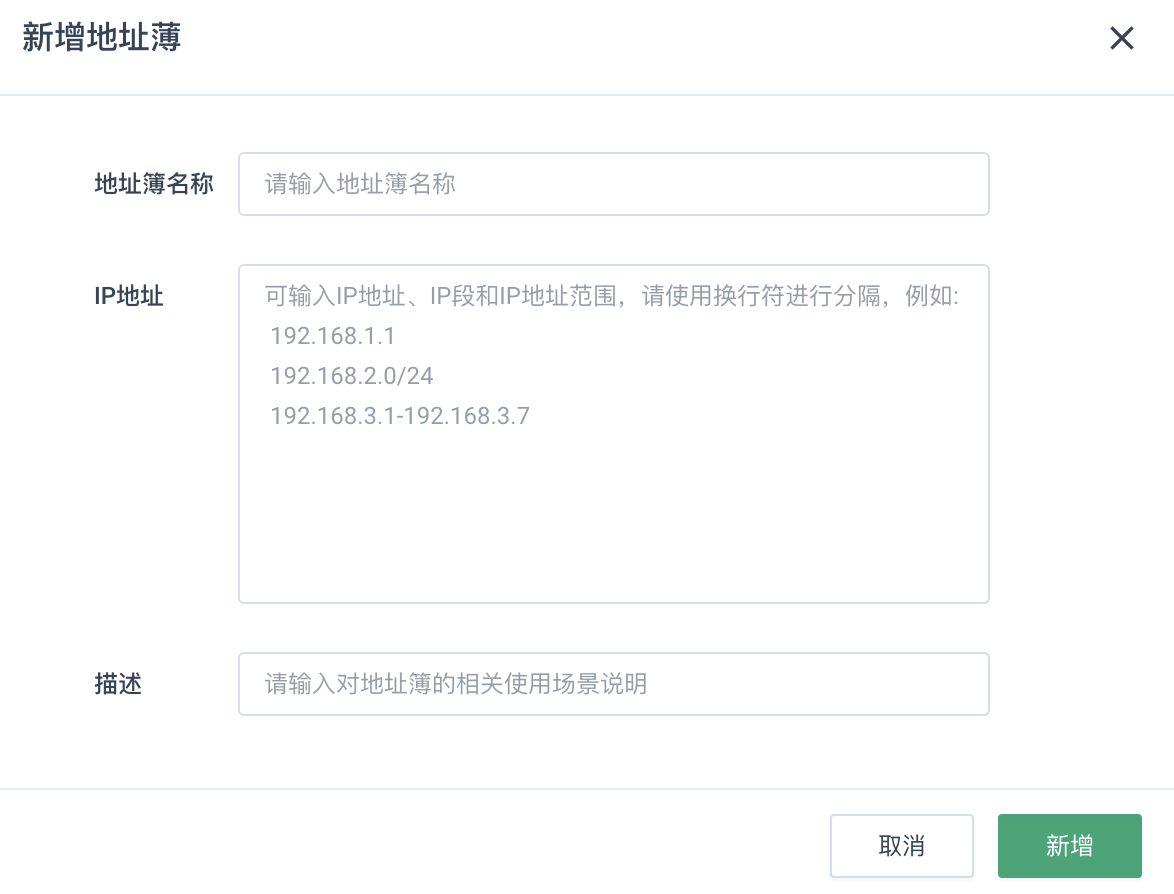 新增地址薄
地址簿名称
请输入地址簿名称
IP地址
可输入IP地址、IP段和IP地址范围，请使用换行符进行分隔，例如:
192.168.1.1
192.168.2.0/24
192.168.3.1-192.168.3.7
描述
请输入对地址簿的相关使用场景说明
取消
新增